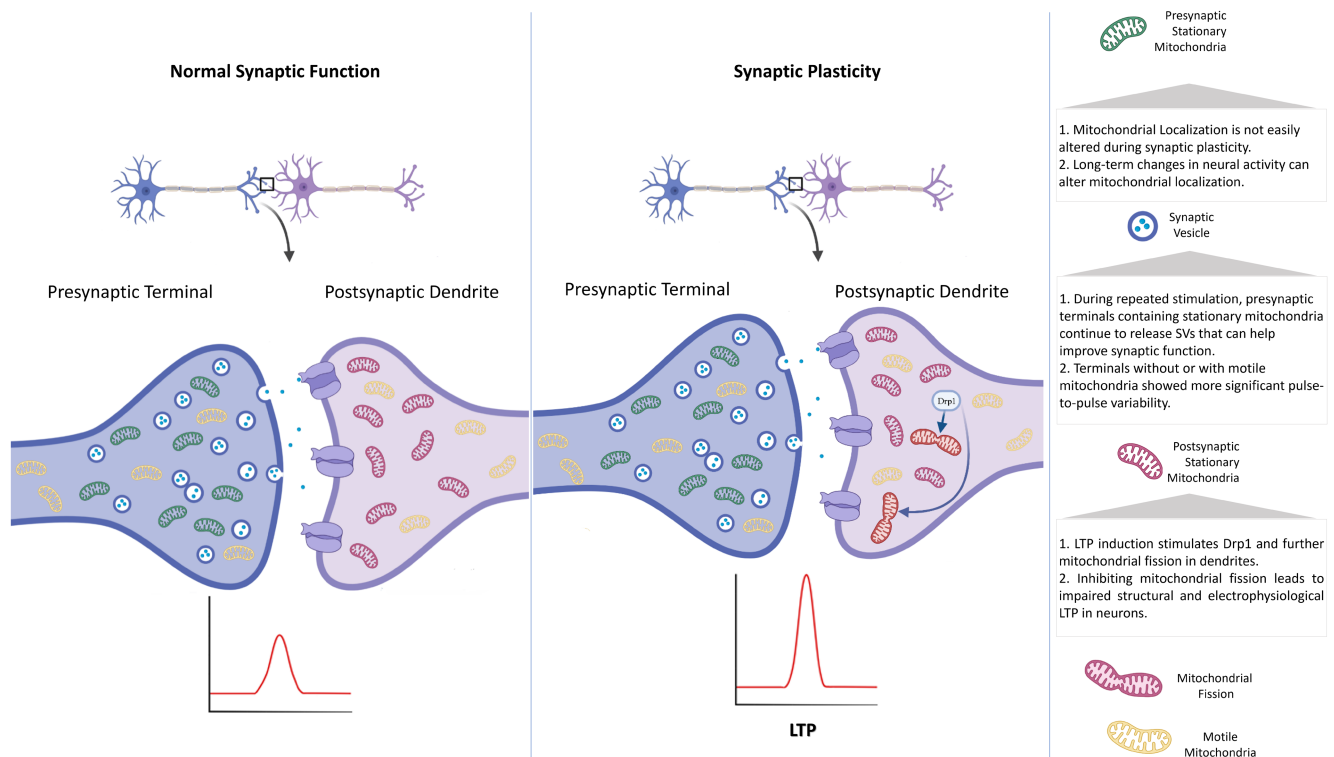 Normal Synaptic Function
Presynaptic Terminal
Postsynaptic Dendrite
Synaptic Plasticity
Presynaptic Terminal
Postsynaptic Dendrite
Drp1
LTP
Presynaptic
Stationary
Mitochondria
1. Mitochondrial Localization is not easily
altered during synaptic plasticity.
2. Long-term changes in neural activity can
alter mitochondrial localization.
Synaptic
Vesicle
1. During repeated stimulation, presynaptic
terminals containing stationary mitochondria
continue to release SVs that can help
improve synaptic function.
2. Terminals without or with motile
mitochondria showed more significant pulse-
to-pulse variability.
Postsynaptic
Stationary
Mitochondria
1. LTP induction stimulates Drp1 and further
mitochondrial fission in dendrites.
2. Inhibiting mitochondrial fission leads to
impaired structural and electrophysiological
LTP in neurons.
Mitochondrial
Fission
Motile
Mitochondria